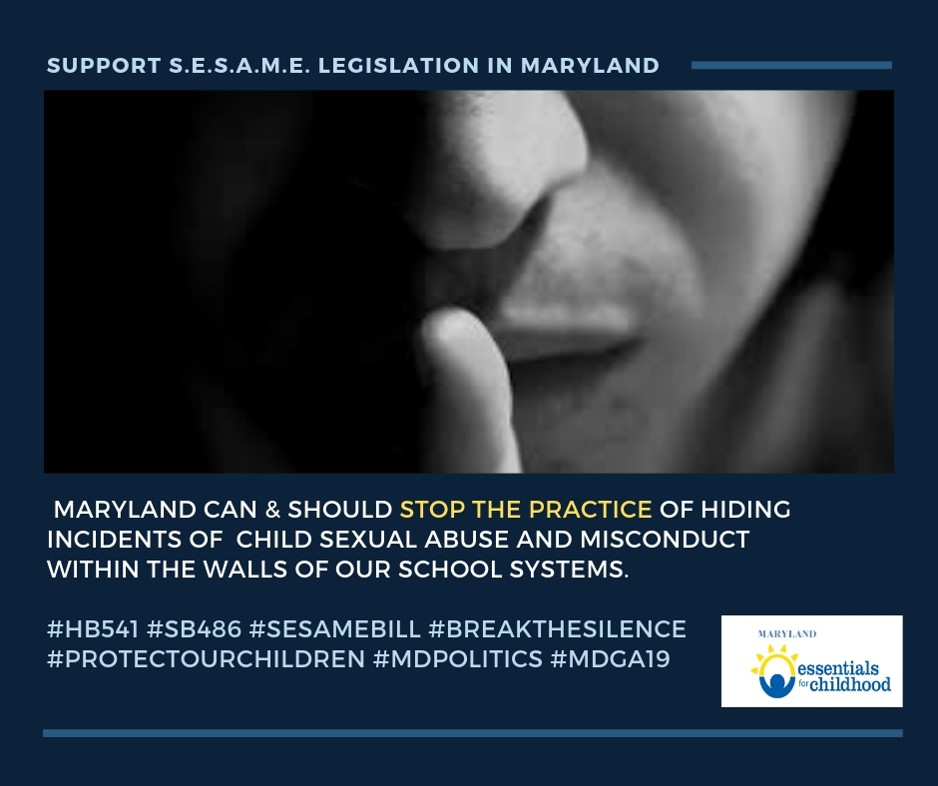 SUPPORT S.E.S.A.M.E. LEGISLATION IN MARYLAND
MARYLAND CAN & SHOULD STOP THE PRACTICE OF HIDING
INCIDENTS OF CHILD SEXUAL ABUSE AND MISCONDUCT
WITHIN THE WALLS OF OUR SCHOOL SYSTEMS.
#HB541 #SB486 #SESAMEBILL #BREAKTHESILENCE
#PROTECTOURCHILDREN #MDPOLITICS #MDGA19
MARYLAND
essentials
for childhood